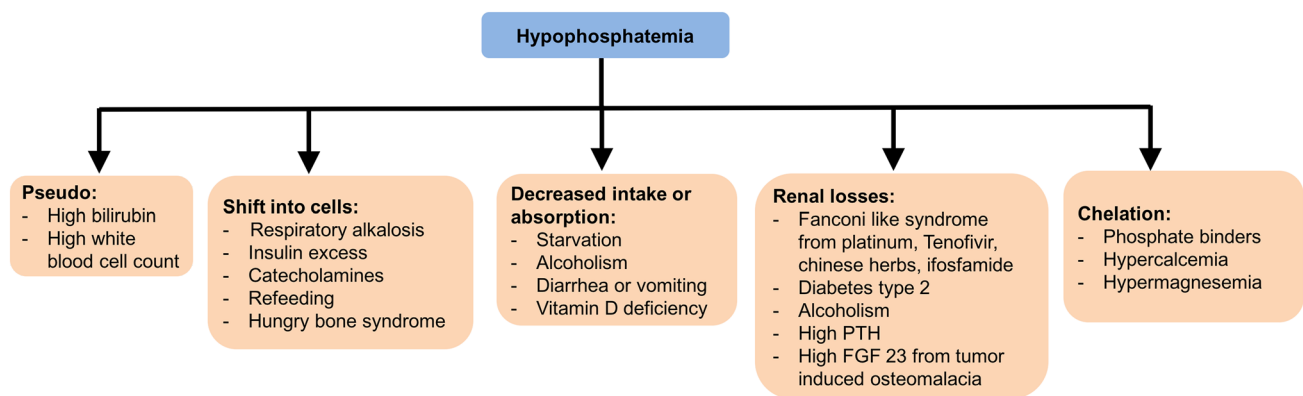 Hypophosphatemia
Pseudo:
- High bilirubin
- High white
blood cell count
Shift into cells:
- Respiratory alkalosis
- Insulin excess
- Catecholamines
- Refeeding
- Hungry bone syndrome
Decreased intake or
absorption:
- Starvation
- Alcoholism
- Diarrhea or vomiting
- Vitamin D deficiency
Renal losses:
- Fanconi like syndrome
from platinum, Tenofivir,
chinese herbs, ifosfamide
- Diabetes type 2
- Alcoholism
- High PTH
- High FGF 23 from tumor
induced osteomalacia
Chelation:
- Phosphate binders
- Hypercalcemia
- Hypermagnesemia